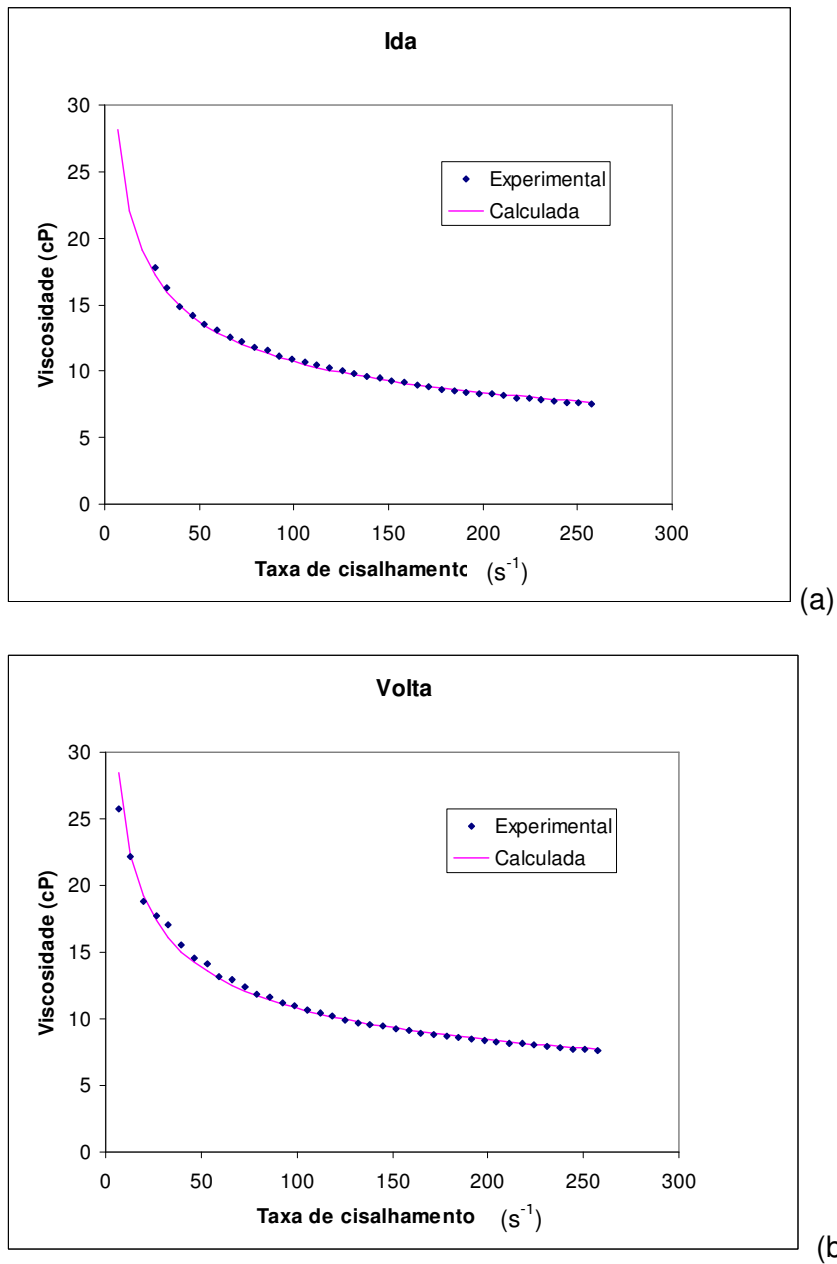 Ida
30
25
20
15
10
5
0
Viscosidade (cP)
Experimental
Calculada
0 50 100 150 200 250 300
Taxa de cisalhamento (s⁻¹)
(a)
Volta
30
25
20
15
10
5
0
Viscosidade (cP)
Experimental
Calculada
0 50 100 150 200 250 300
Taxa de cisalhamento (s⁻¹)
(b